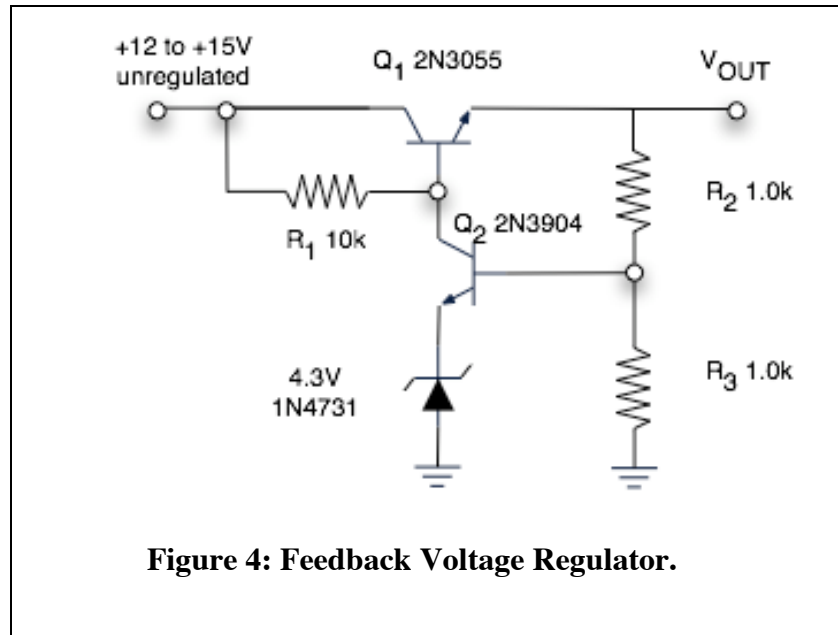 +12 to +15V
unregulated
Q1 2N3055
VOUT
R1 10k
Q2 2N3904
R2 1.0k
4.3V
1N4731
R3 1.0k
Figure 4: Feedback Voltage Regulator.